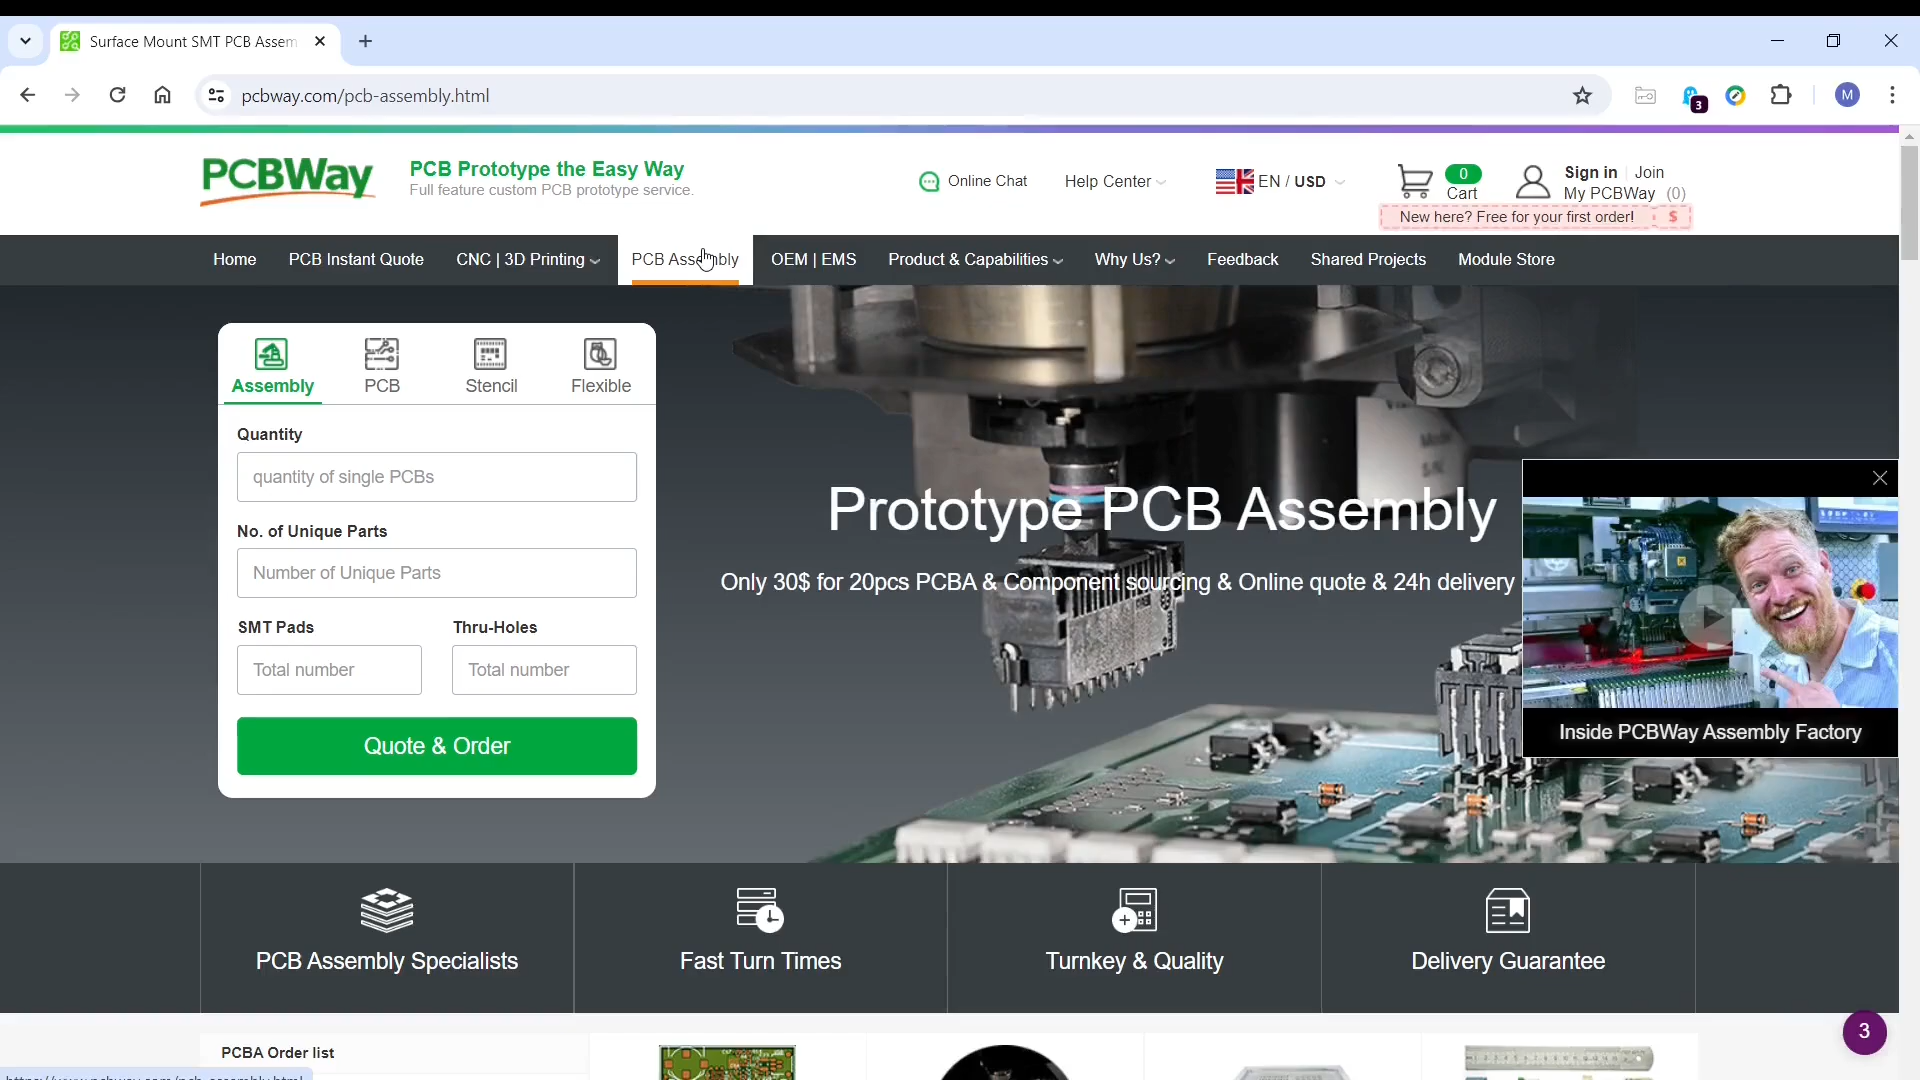 Surface Mount SMT PCB Assem
pcbway.com/pcb-assembly.html
3
M
PCBWay
PCB Prototype the Easy Way
Full feature custom PCB prototype service.
Online Chat
Help Center
EN / USD
0
Cart
Sign in
Join
My PCBWay (0)
New here? Free for your first order! $
Home
PCB Instant Quote
CNC | 3D Printing
PCB Assembly
OEM | EMS
Product & Capabilities
Why Us?
Feedback
Shared Projects
Module Store
Assembly
PCB
Stencil
Flexible
Quantity
quantity of single PCBs
No. of Unique Parts
Number of Unique Parts
SMT Pads
Thru-Holes
Total number
Total number
Quote & Order
Prototype PCB Assembly
Only 30$ for 20pcs PCBA & Component sourcing & Online quote & 24h delivery
Inside PCBWay Assembly Factory
PCB Assembly Specialists
Fast Turn Times
Turnkey & Quality
Delivery Guarantee
PCBA Order list
3